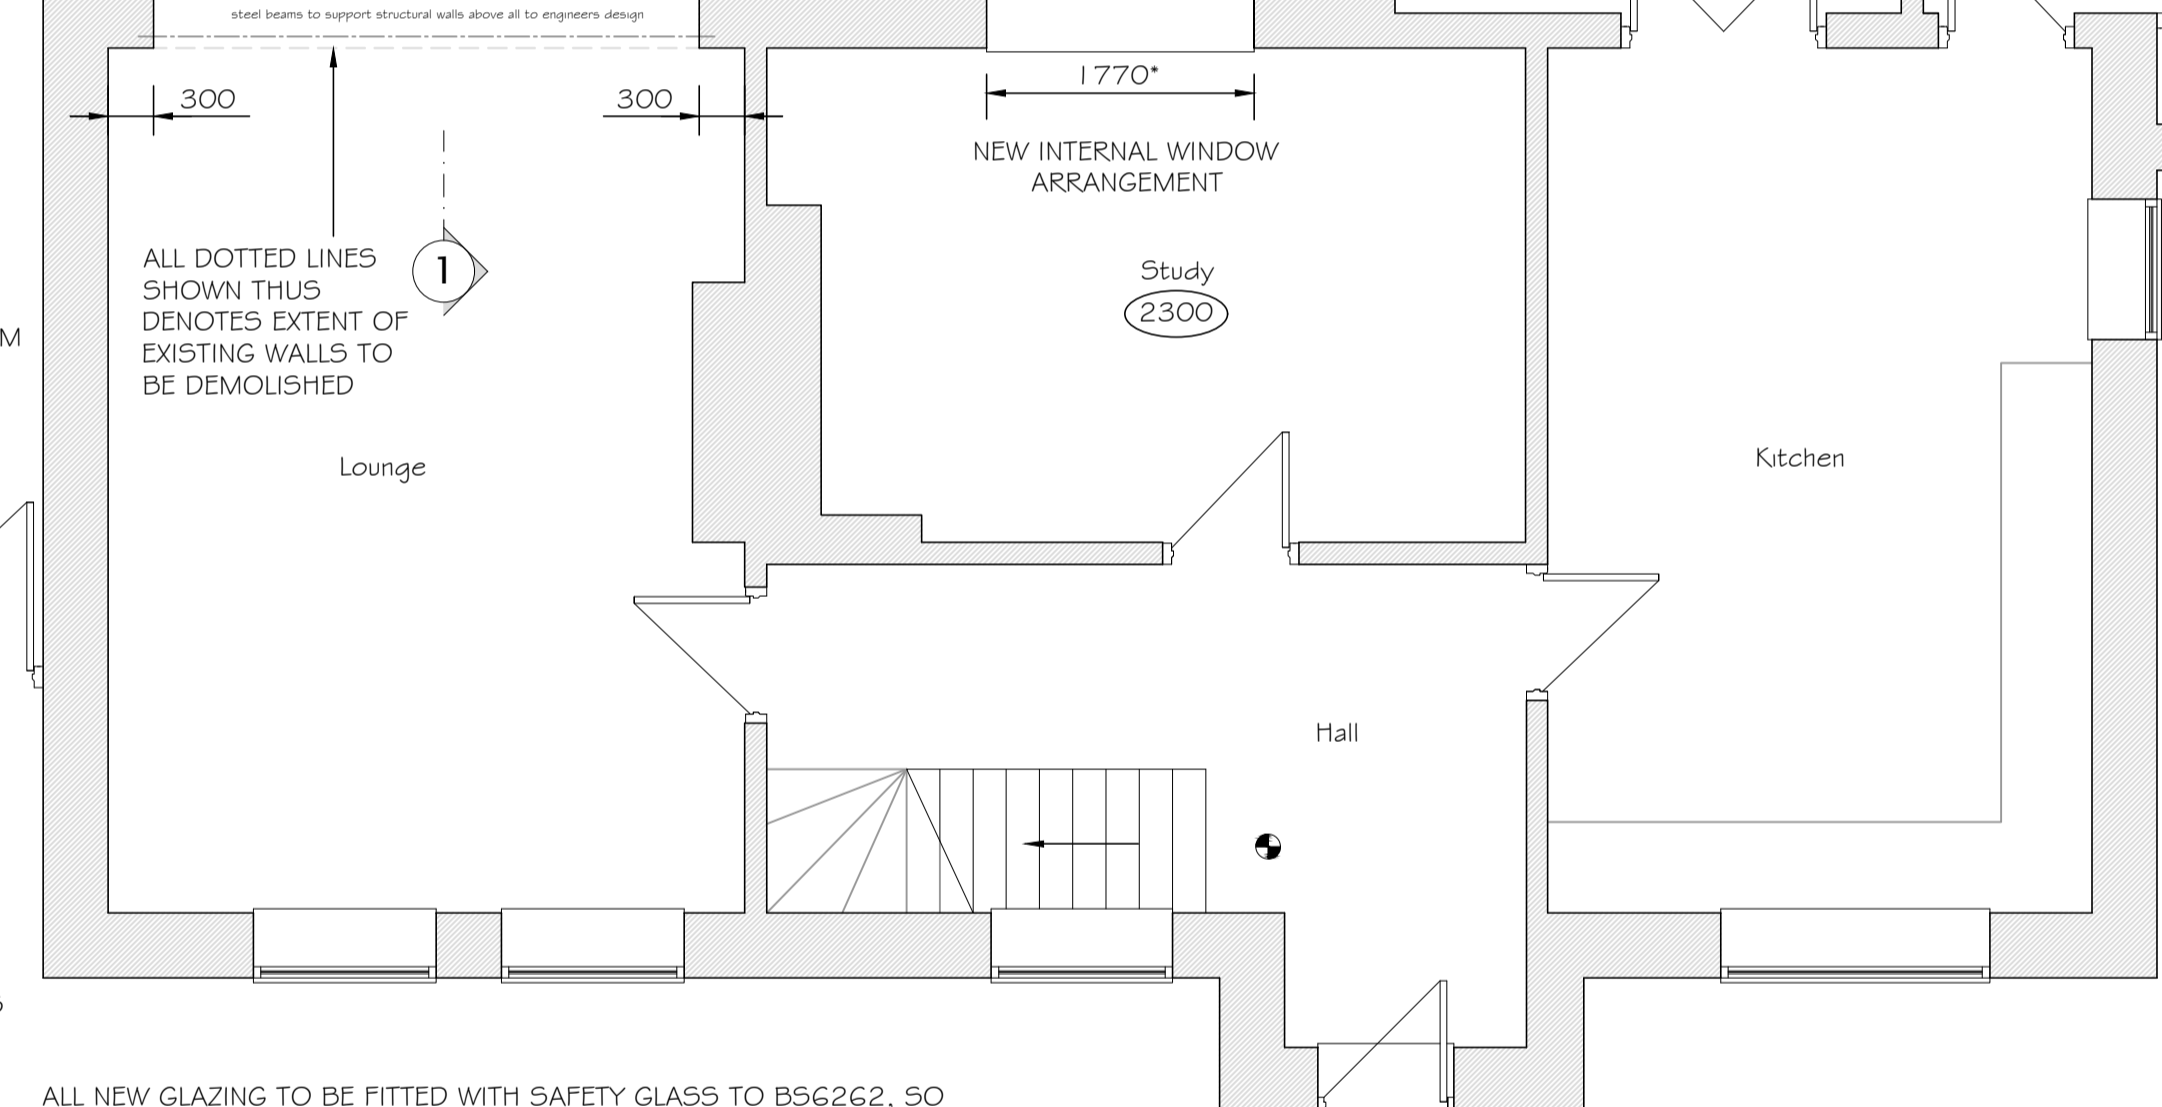 steel beams to support structural walls above all to engineers design
300
300
1770*
NEW INTERNAL WINDOW
ARRANGEMENT
ALL DOTTED LINES
SHOWN THUS
DENOTES EXTENT OF
EXISTING WALLS TO
BE DEMOLISHED
1
Study
2300
M
Lounge
Kitchen
Hall
ALL NEW GLAZING TO BE FITTED WITH SAFETY GLASS TO BS6262, SO